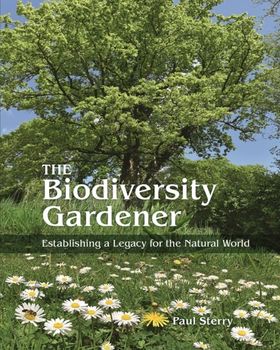 THE
Biodiversity
Gardener
Establishing a Legacy for the Natural World
Paul Sterry